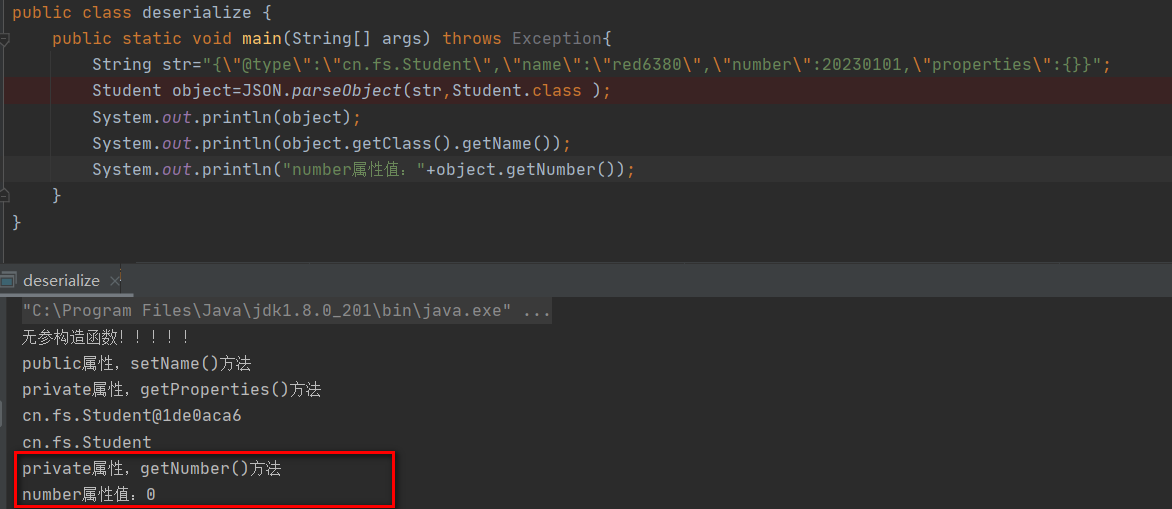 public class deserialize {
    public static void main(String[] args) throws Exception{
        String str="{\"@type\":\"cn.fs.Student\",\"name\":\"red6380\",\"number\":20230101,\"properties\":{}}";
        Student object=JSON.parseObject(str,Student.class );
        System.out.println(object);
        System.out.println(object.getClass().getName());
        System.out.println("number属性值："+object.getNumber());
    }
}
deserialize ×
"C:\Program Files\Java\jdk1.8.0_201\bin\java.exe" ...
无参构造函数!！！！！
public属性，setName()方法
private属性，getProperties()方法
cn.fs.Student@1de0aca6
cn.fs.Student
private属性，getNumber()方法
number属性值：0